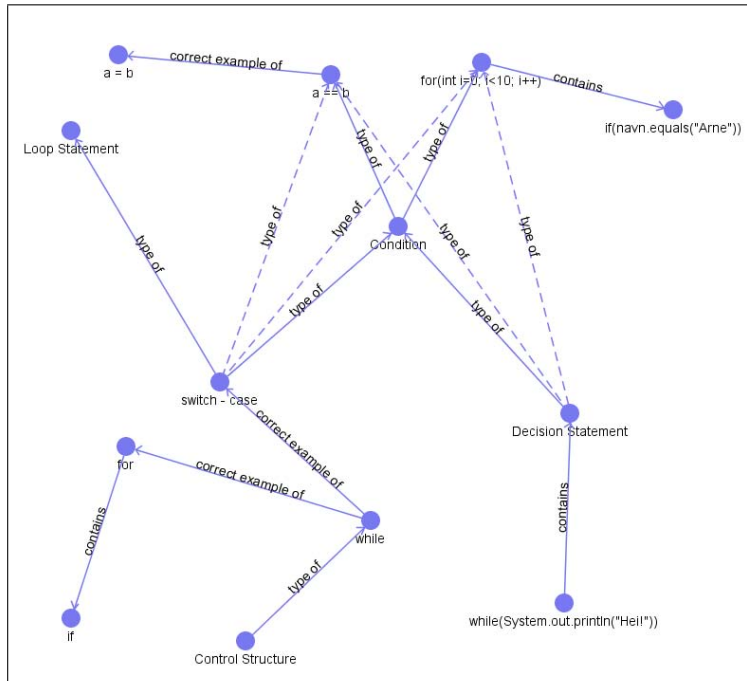 correct example of
a = b
a == b
for(int i=0; i<10; i++)
contains
if(navn.equals("Arne"))
Loop Statement
type of
type of
type of
type of
type of
type of
Condition
type of
type of
switch - case
Decision Statement
correct example of
for
correct example of
contains
contains
while
type of
if
while(System.out.println("Hei!"))
Control Structure